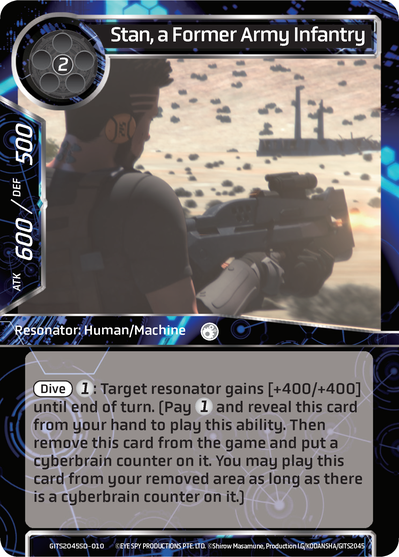 Stan, a Former Army Infantry
2
ATK 600 / DEF 500
Resonator: Human/Machine
Dive 1: Target resonator gains [+400/+400]
until end of turn. (Pay 1 and reveal this card
from your hand to play this ability. Then
remove this card from the game and put a
cyberbrain counter on it. You may play this
card from your removed area as long as there
is a cyberbrain counter on it.)
GITS2045SD-010 ©EYE SPY PRODUCTIONS PTE. LTD. ©Shirow Masamune, Production I.G/KODANSHA/GITS2045